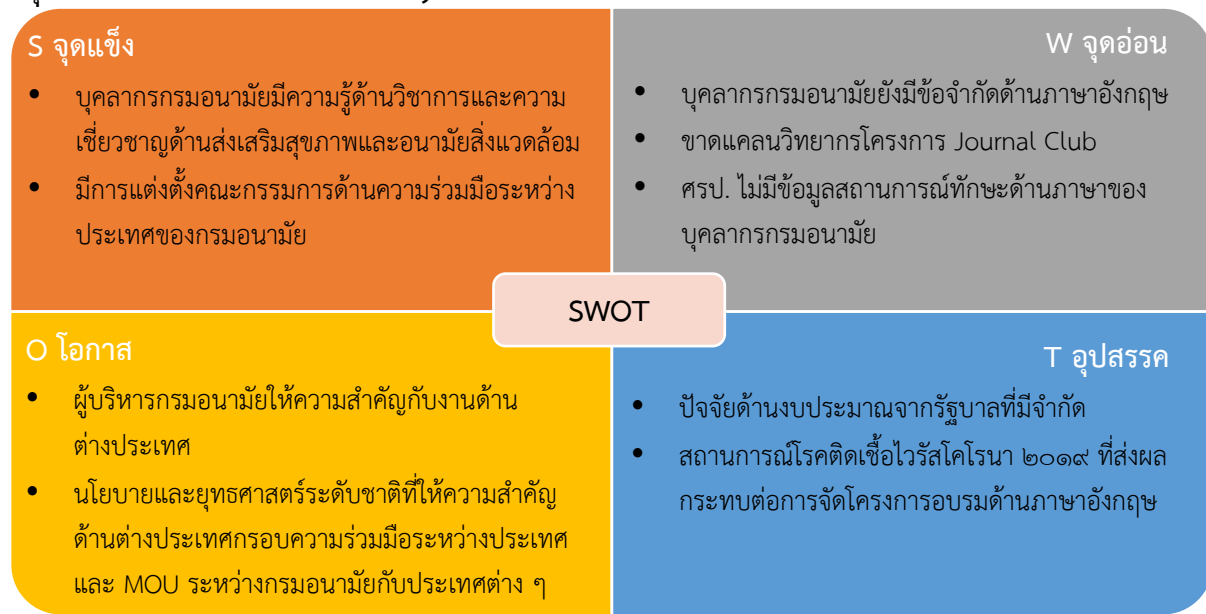 S จุดแข็ง
• บุคลากรกรมอนามัยมีความรู้ด้านวิชาการและความ
เชี่ยวชาญด้านส่งเสริมสุขภาพและอนามัยสิ่งแวดล้อม
• มีการแต่งตั้งคณะกรรมการด้านความร่วมมือระหว่าง
ประเทศของกรมอนามัย
W จุดอ่อน
• บุคลากรกรมอนามัยยังมีข้อจำกัดด้านภาษาอังกฤษ
• ขาดแคลนวิทยากรโครงการ Journal Club
• ศรป. ไม่มีข้อมูลสถานการณ์ทักษะด้านภาษาของ
บุคลากรกรมอนามัย
SWOT
O โอกาส
• ผู้บริหารกรมอนามัยให้ความสำคัญกับงานด้าน
ต่างประเทศ
• นโยบายและยุทธศาสตร์ระดับชาติที่ให้ความสำคัญ
ด้านต่างประเทศกรอบความร่วมมือระหว่างประเทศ
และ MOU ระหว่างกรมอนามัยกับประเทศต่าง ๆ
T อุปสรรค
• ปัจจัยด้านงบประมาณจากรัฐบาลที่มีจำกัด
• สถานการณ์โรคติดเชื้อไวรัสโคโรนา ๒๐๑๙ ที่ส่งผล
กระทบต่อการจัดโครงการอบรมด้านภาษาอังกฤษ